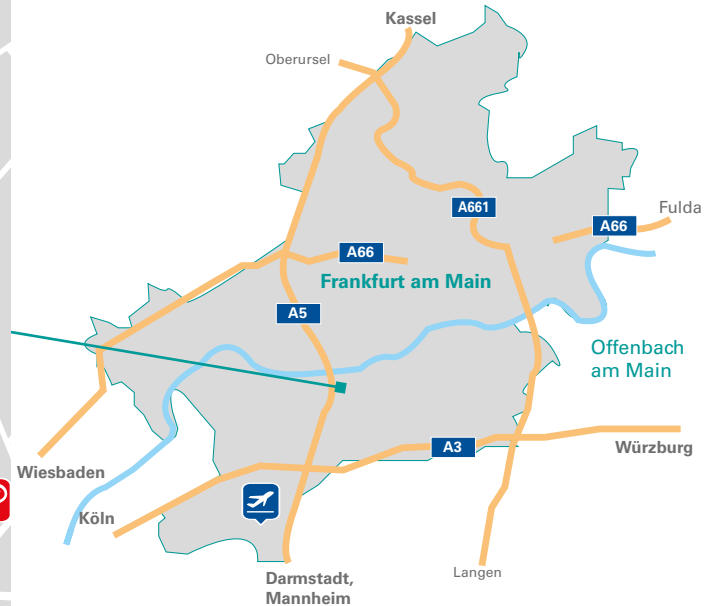 Kassel
Oberursel
A661
Fulda
A66
A66
Frankfurt am Main
A5
Offenbach
am Main
A3
Würzburg
Wiesbaden
Köln
Langen
Darmstadt,
Mannheim